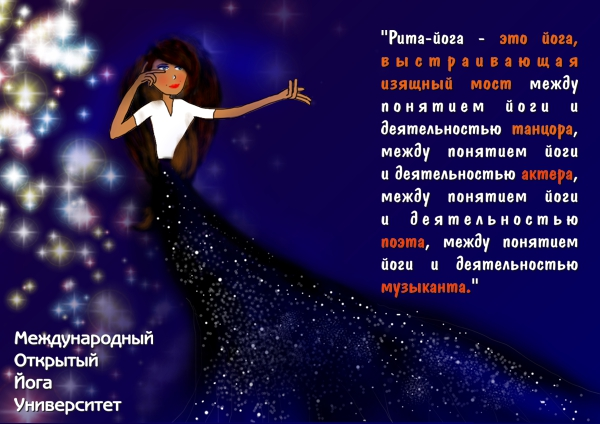 "Рита-йога - это йога,
выстраивающая
изящный мост между
понятием йоги и
деятельностью танцора,
между понятием йоги
и деятельностью актера,
между понятием йоги
и деятельностью
поэта, между понятием
йоги и деятельностью
музыканта."
Международный
Открытый
Йога
Университет